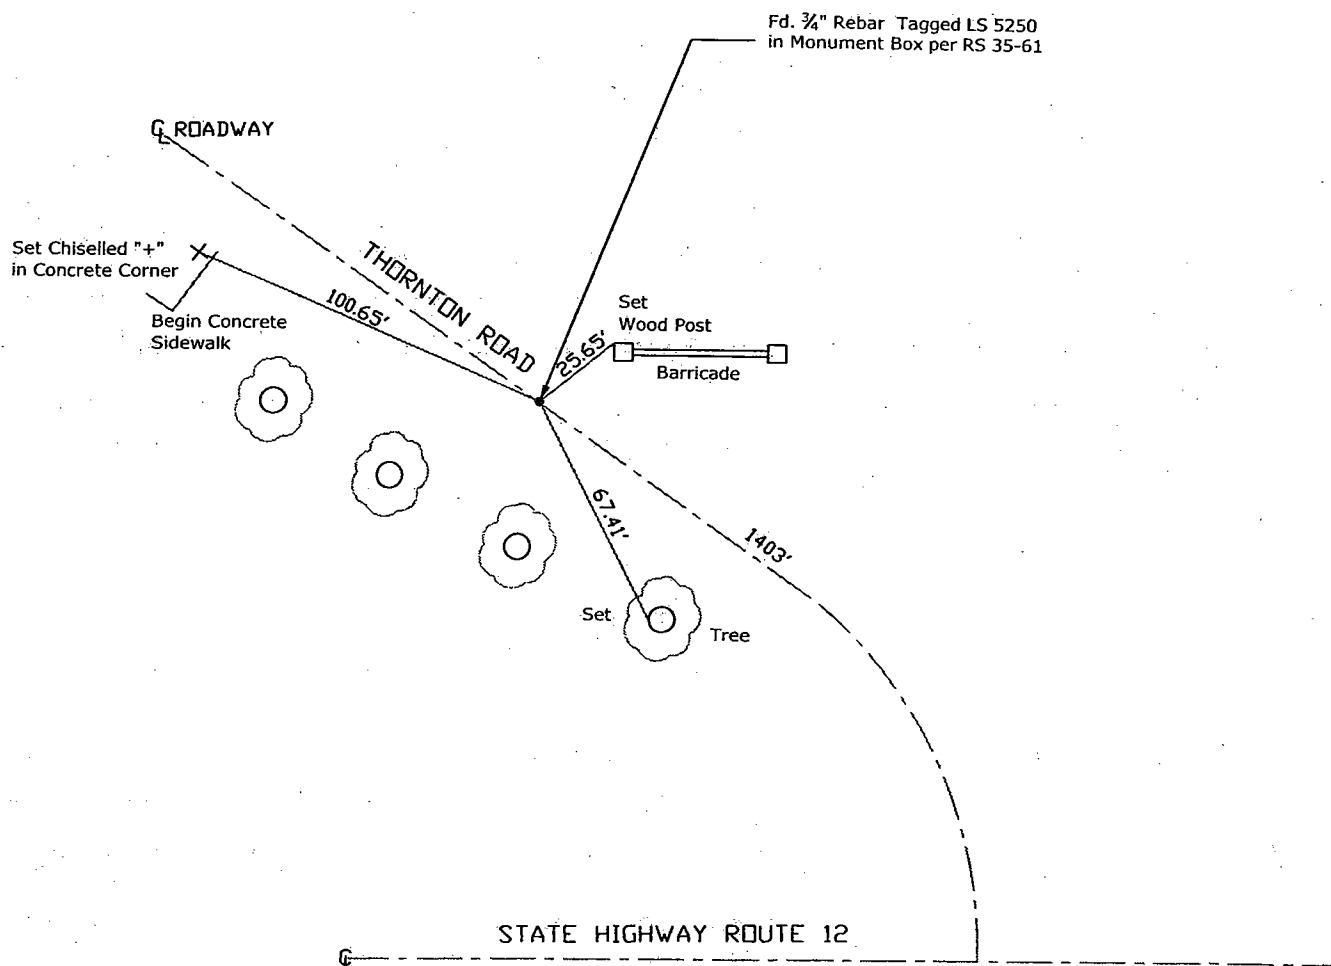 Fd. ¾" Rebar Tagged LS 5250
in Monument Box per RS 35-61
℄ ROADWAY
Set Chiselled "+"
in Concrete Corner
Begin Concrete
Sidewalk
THORNTON ROAD
100.65'
25.65'
Set
Wood Post
Barricade
67.41'
1403'
Set
Tree
STATE HIGHWAY ROUTE 12
℄